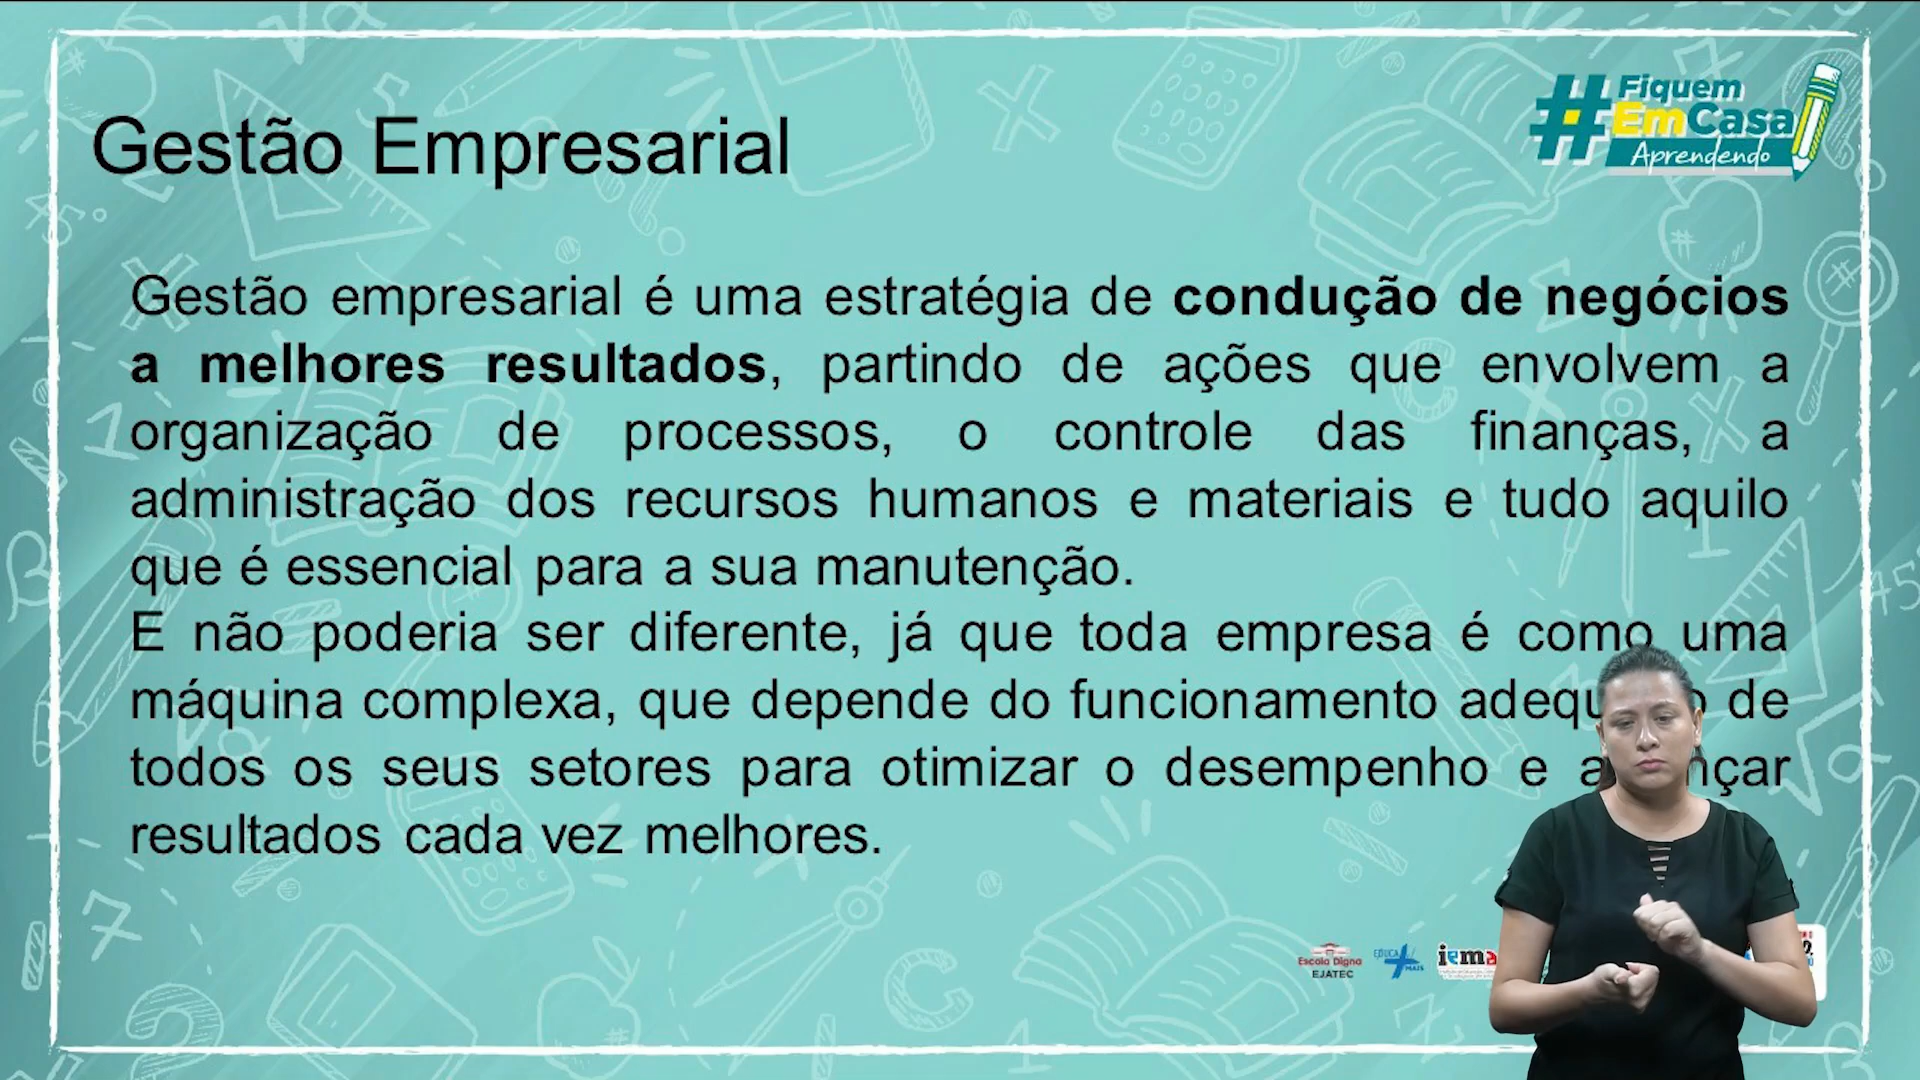 #Fiquem
EmCasa
Aprendendo
Gestão Empresarial
Gestão empresarial é uma estratégia de condução de negócios
a melhores resultados, partindo de ações que envolvem a
organização de processos, o controle das finanças, a
administração dos recursos humanos e materiais e tudo aquilo
que é essencial para a sua manutenção.
E não poderia ser diferente, já que toda empresa é como uma
máquina complexa, que depende do funcionamento de
todos os seus setores para otimizar o desempenho e
resultados cada vez melhores.
Escola Digna
EJATEC
EDUCA
MAIS
iema